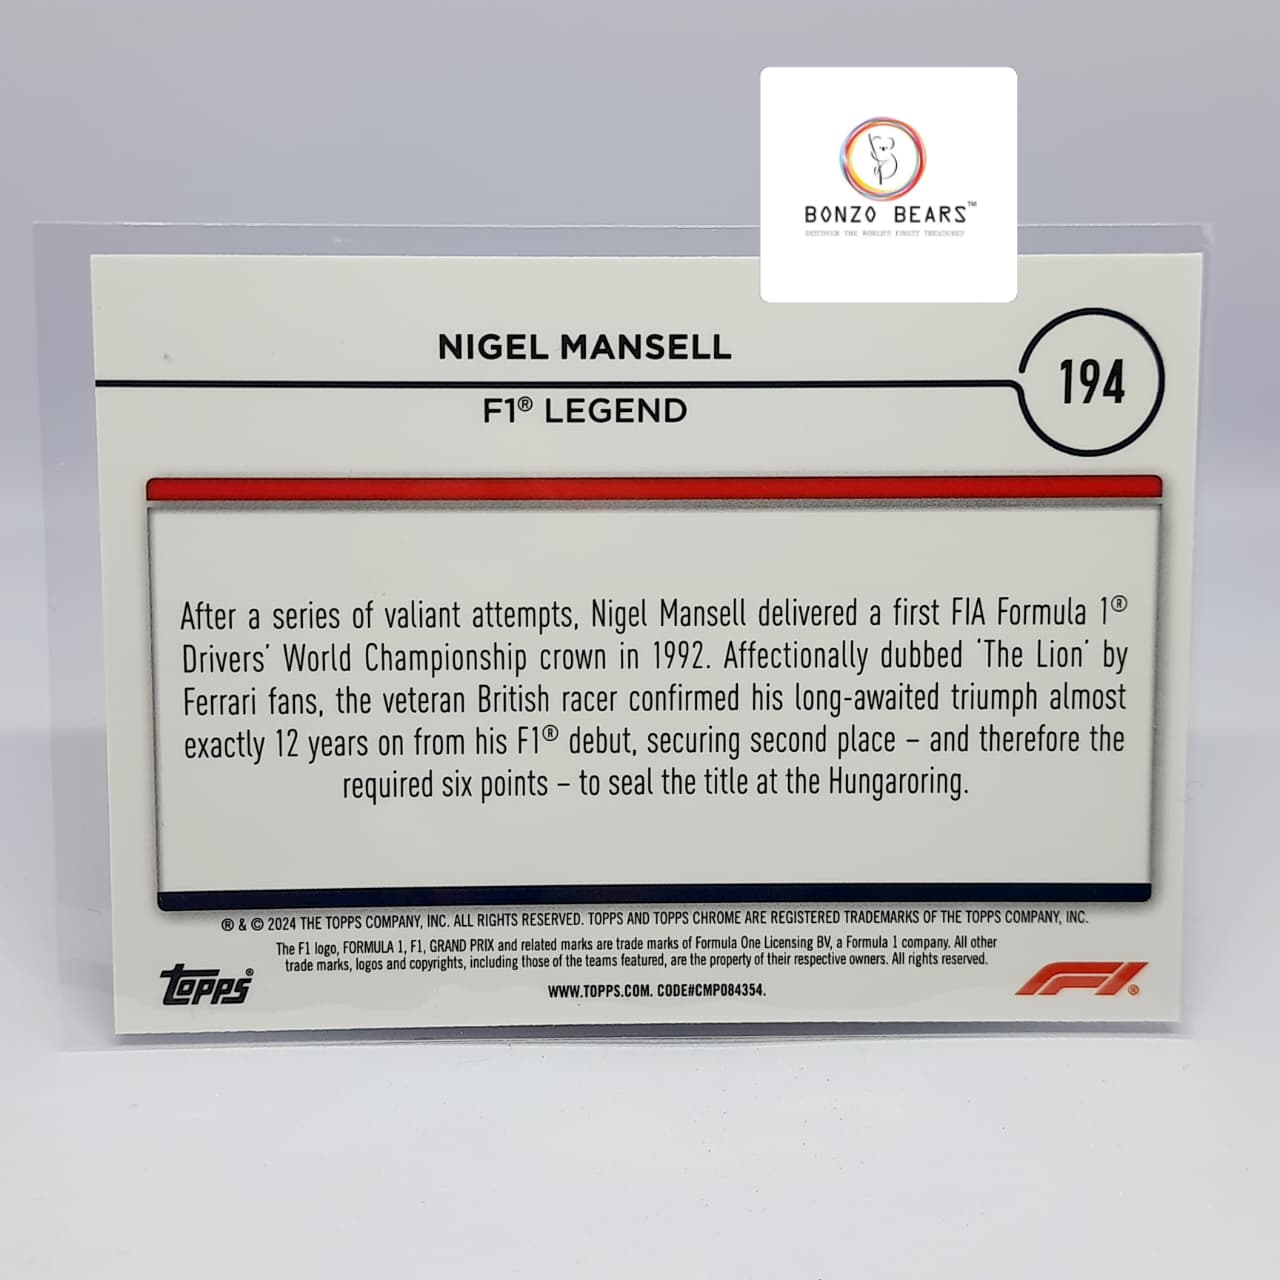 BONZO BEARS™
DISCOVER THE WORLD'S FINEST TREASURES
NIGEL MANSELL
194
F1® LEGEND
After a series of valiant attempts, Nigel Mansell delivered a first FIA Formula 1®
Drivers' World Championship crown in 1992. Affectionally dubbed 'The Lion' by
Ferrari fans, the veteran British racer confirmed his long-awaited triumph almost
exactly 12 years on from his F1® debut, securing second place – and therefore the
required six points – to seal the title at the Hungaroring.
® & © 2024 THE TOPPS COMPANY, INC. ALL RIGHTS RESERVED. TOPPS AND TOPPS CHROME ARE REGISTERED TRADEMARKS OF THE TOPPS COMPANY, INC.
The F1 logo, FORMULA 1, F1, GRAND PRIX and related marks are trade marks of Formula One Licensing BV, a Formula 1 company. All other
trade marks, logos and copyrights, including those of the teams featured, are the property of their respective owners. All rights reserved.
WWW.TOPPS.COM. CODE#CMP084354.
Topps®
F1®